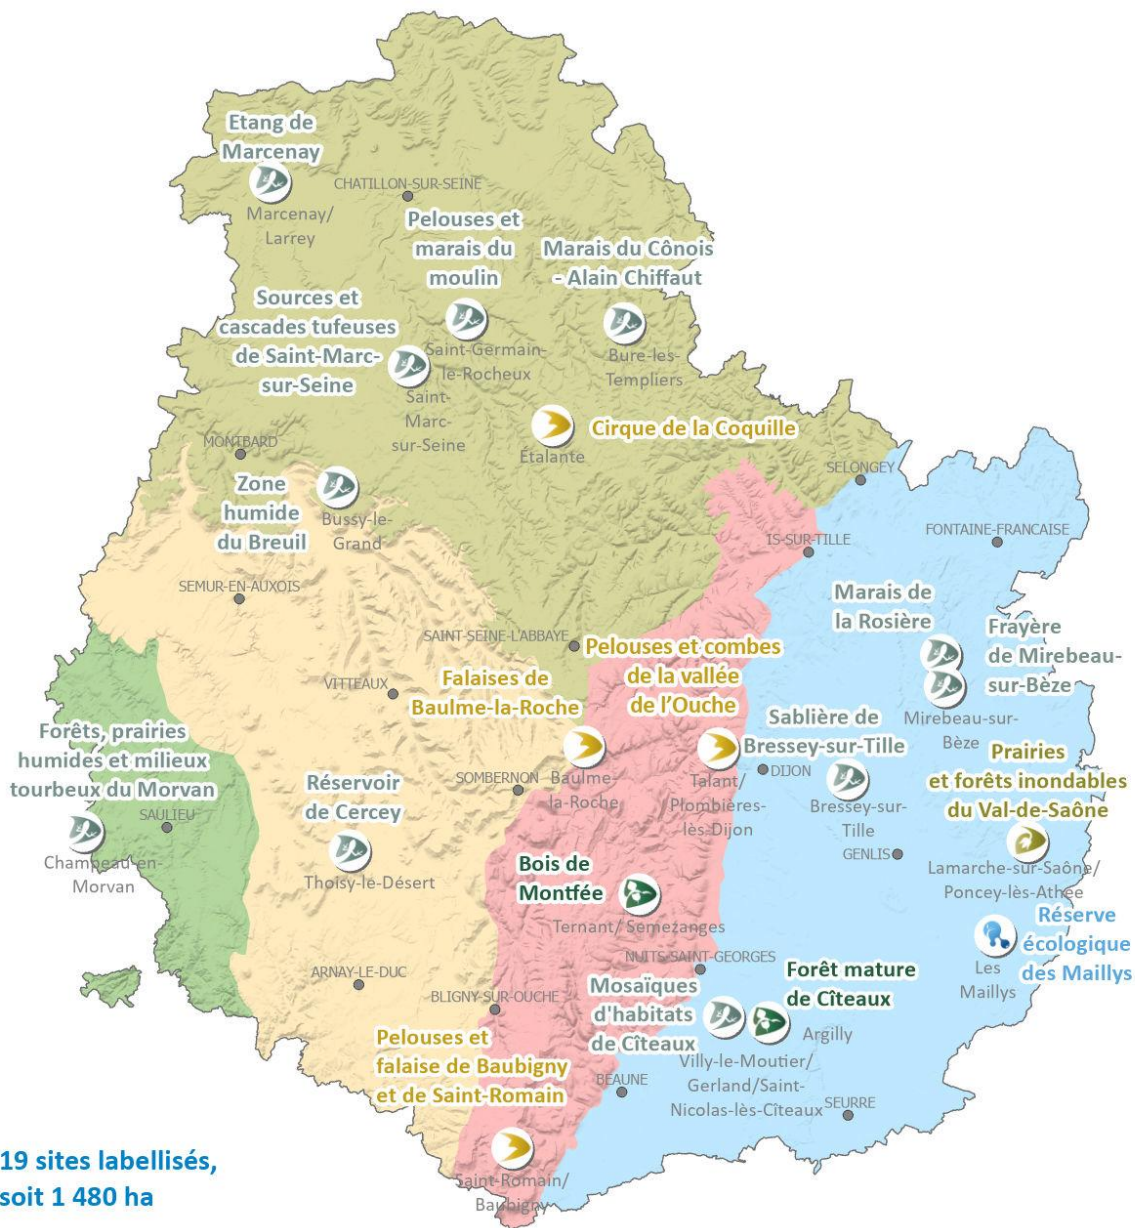 Etang de
Marcenay
Marcenay/
Larrey
CHATILLON-SUR-SEINE
Pelouses et
marais du
moulin
Saint-Germain-
le-Rocheux
Marais du Cônois
- Alain Chiffaut
Bure-les-
Templiers
Sources et
cascades tufeuses
de Saint-Marc-
sur-Seine
Saint-
Marc-
sur-Seine
Cirque de la Coquille
Étalante
MONTBARD
Zone
humide
du Breuil
Bussy-le-
Grand
SELONGEY
IS-SUR-TILLE
FONTAINE-FRANCAISE
SEMUR-EN-AUXOIS
SAINT-SEINE-L'ABBAYE
VITTEAUX
Marais de
la Rosière
Frayère
de Mirebeau-
sur-Bèze
Mirebeau-sur-
Bèze
Falaises de
Baulme-la-Roche
Baulme-
la-Roche
Pelouses et combes
de la vallée
de l'Ouche
Talant/
Plombières-
lès-Dijon
DIJON
Sablière de
Bressey-sur-Tille
Bressey-sur-
Tille
Prairies
et forêts inondables
du Val-de-Saône
Lamarche-sur-Saône/
Poncey-lès-Athée
GENLIS
Forêts, prairies
humides et milieux
tourbeux du Morvan
SAULIEU
Champeau-en-
Morvan
Réservoir
de Cercey
Thoisy-le-Désert
SOMBERNON
Bois de
Montfée
Ternant/Semezanges
Réserve
écologique
des Maillys
Les
Maillys
ARNAY-LE-DUC
BLIGNY-SUR-OUCHE
NUITS-SAINT-GEORGES
Mosaïques
d'habitats
de Cîteaux
Villy-le-Moutier/
Gerland/Saint-
Nicolas-lès-Cîteaux
Forêt mature
de Cîteaux
Argilly
Pelouses et
falaise de Baubigny
et de Saint-Romain
Saint-Romain/
Baubigny
BEAUNE
SEURRE
19 sites labellisés,
soit 1 480 ha